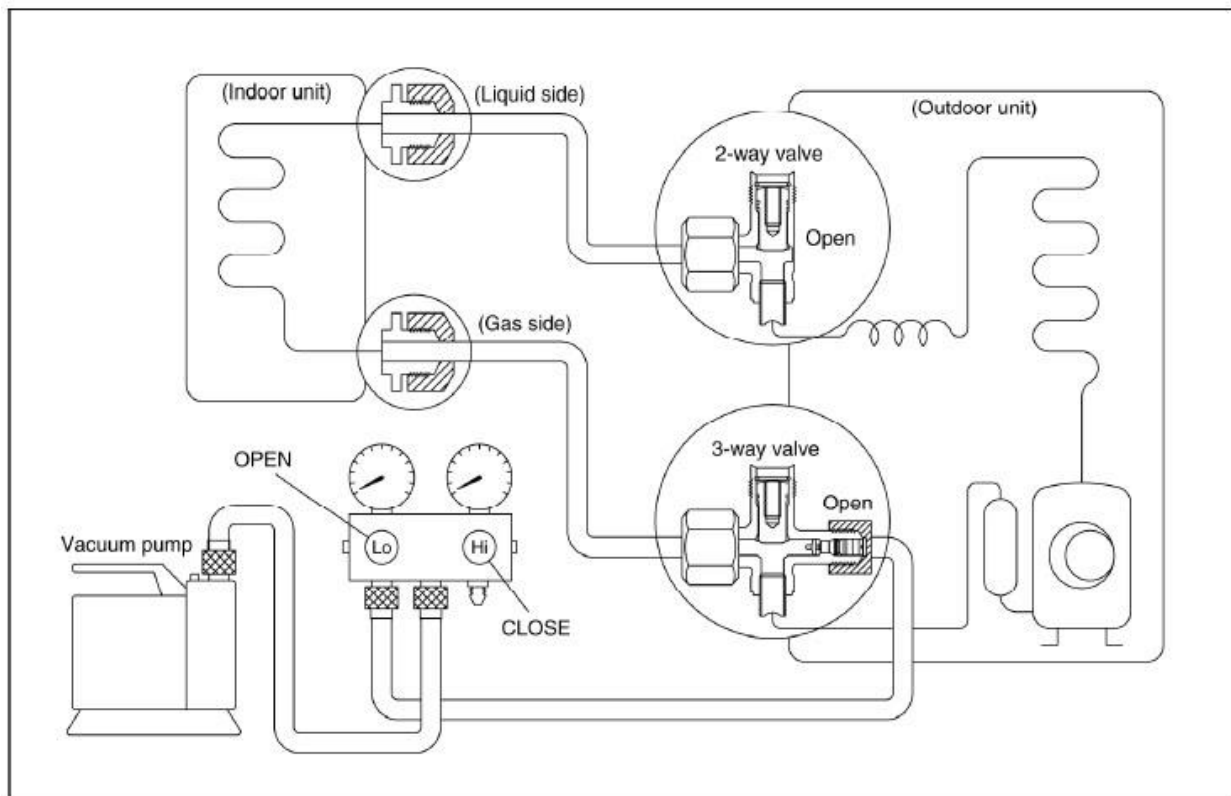 (Indoor unit)
(Liquid side)
(Outdoor unit)
2-way valve
Open
(Gas side)
3-way valve
Open
OPEN
Lo
Hi
Vacuum pump
CLOSE